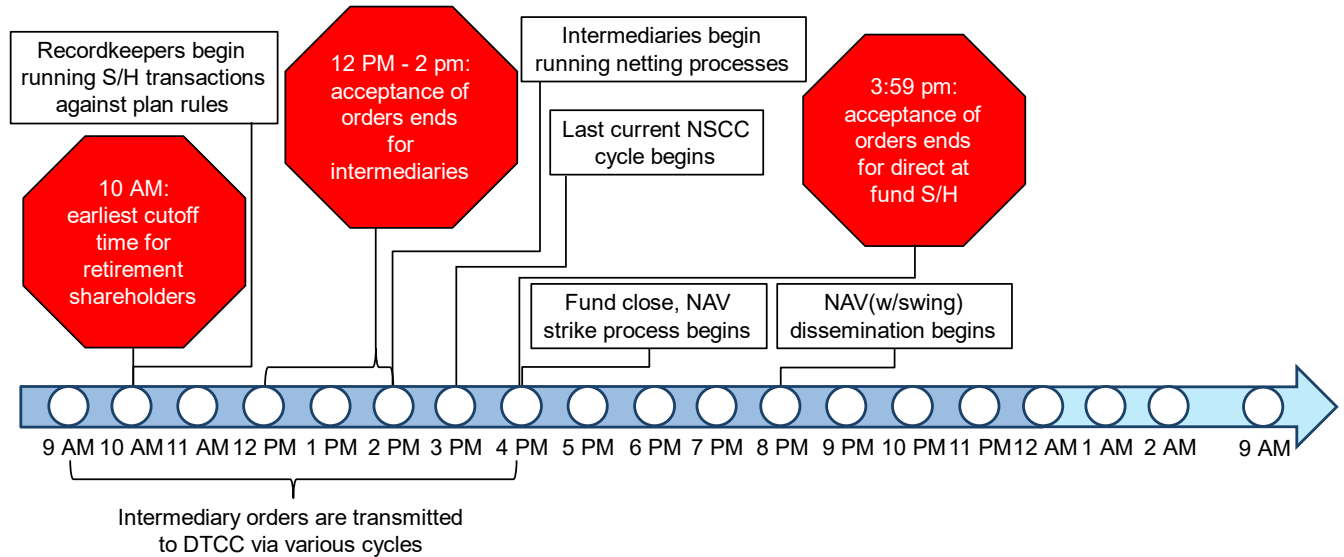 Recordkeepers begin
running S/H transactions
against plan rules
12 PM - 2 pm:
acceptance of
orders ends
for
intermediaries
Intermediaries begin
running netting processes
Last current NSCC
cycle begins
3:59 pm:
acceptance of
orders ends
for direct at
fund S/H
10 AM:
earliest cutoff
time for
retirement
shareholders
Fund close, NAV
strike process begins
NAV(w/swing)
dissemination begins
9 AM 10 AM 11 AM 12 PM 1 PM 2 PM 3 PM 4 PM 5 PM 6 PM 7 PM 8 PM 9 PM 10 PM 11 PM 12 AM 1 AM 2 AM 9 AM
Intermediary orders are transmitted
to DTCC via various cycles